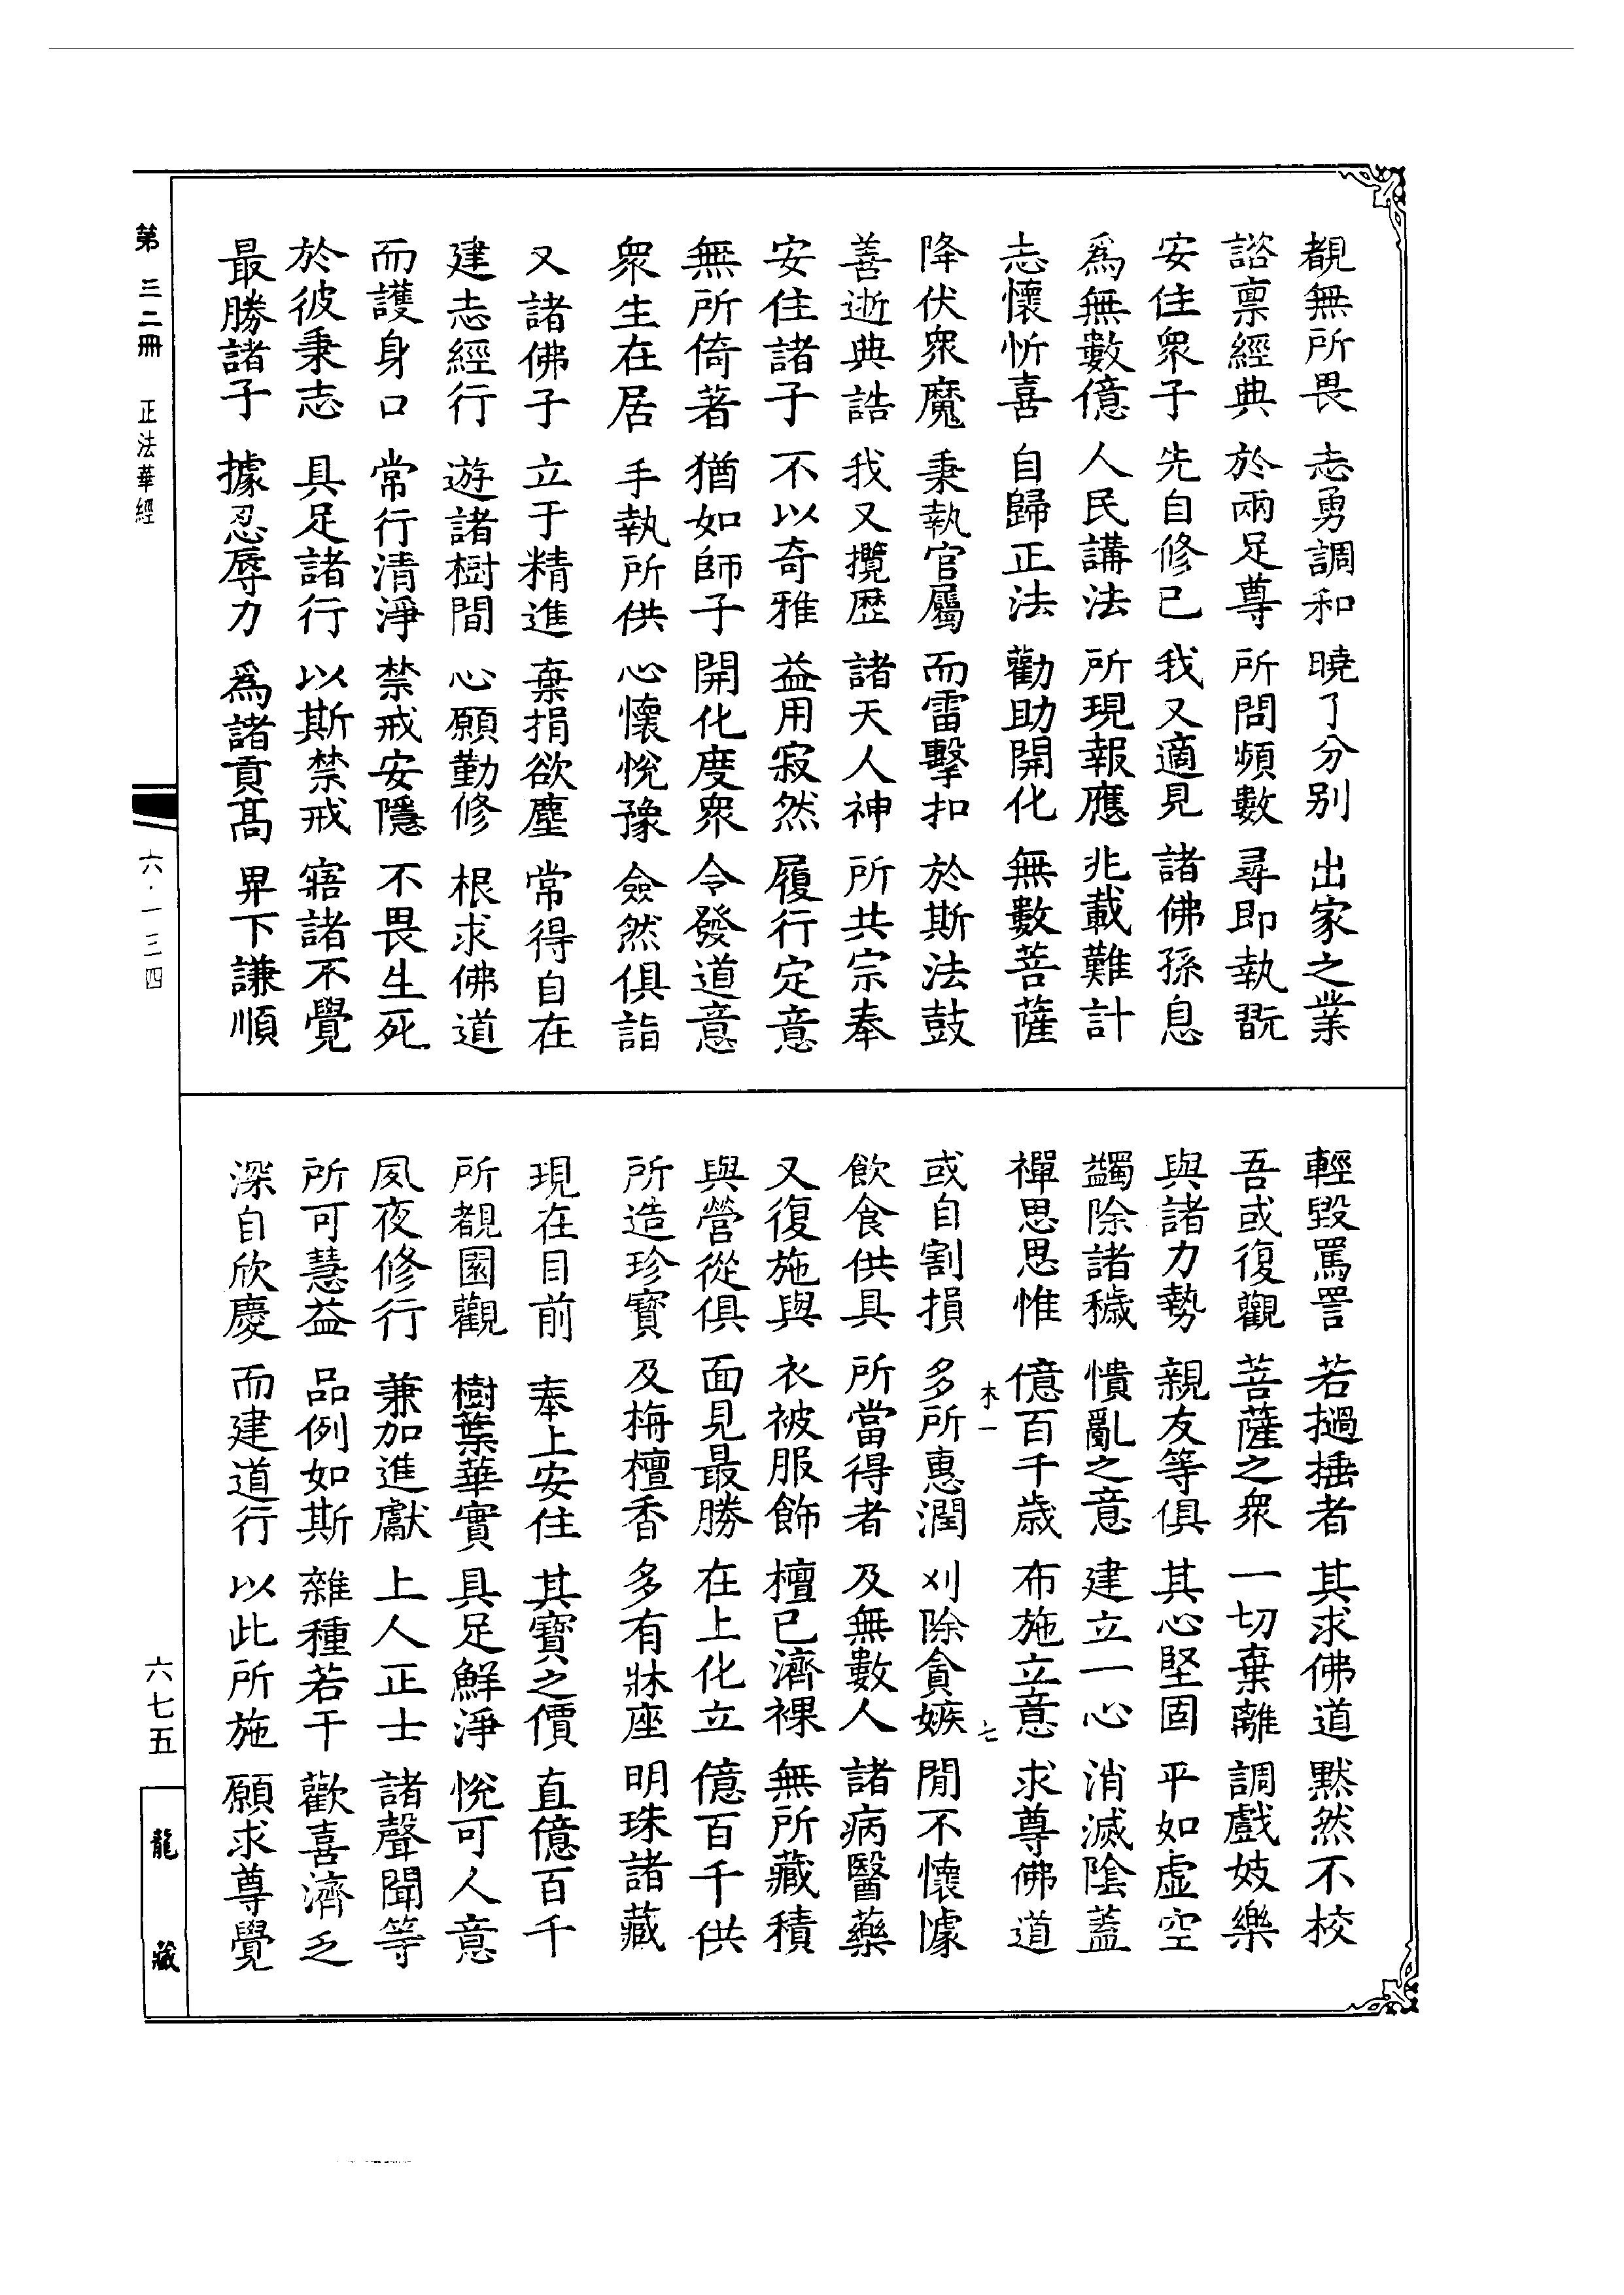 覩無所畏 志勇調和 曉了分別 出家之業
諮禀經典 於兩足尊 所問頻數 尋即執翫
安住衆子 先自修已 我又適見 諸佛孫息
爲無數億 人民講法 所現報應 兆載難計
志懷忻喜 自歸正法 勸助開化 無數菩薩
降伏衆魔 秉執官屬 而雷擊扣 於斯法鼓
善逝典誥 我又攬歷 諸天人神 所共宗奉
安住諸子 不以奇雅 益用寂然 履行定意
無所倚著 猶如師子 開化度衆 令發道意
衆生在居 手執所供 心懷悅豫 僉然俱詣
又諸佛子 立于精進 棄捐欲塵 常得自在
建志經行 遊諸樹間 心願勤修 根求佛道
而護身口 常行清淨 禁戒安隱 不畏生死
於彼秉志 具足諸行 以斯禁戒 寤諸不覺
最勝諸子 據忍辱力 爲諸貢高 卑下謙順
輕毀罵詈 若撾捶者 其求佛道 默然不校
吾或復觀 菩薩之衆 一切棄離 調戲妓樂
與諸力勢 親友等俱 其心堅固 平如虛空
蠲除諸穢 憒亂之意 建立一心 消滅陰蓋
禪思思惟 億百千歲 布施立意 求尊佛道
木一 七
或自割損 多所惠潤 刈除貪嫉 閒不懷懅
飲食供具 所當得者 及無數人 諸病醫藥
又復施與 衣被服飾 檀已濟裸 無所藏積
與營從俱 面見最勝 在上化立 億百千供
所造珍寶 及栴檀香 多有牀座 明珠諸藏
現在目前 奉上安住 其寶之價 直億百千
所覩園觀 樹葉華實 具足鮮淨 悅可人意
夙夜修行 兼加進獻 上人正士 諸聲聞等
所可慧益 品例如斯 雜種若干 歡喜濟乏
深自欣慶 而建道行 以此所施 願求尊覺
第三二冊 正法華經
六·一三四
六七五
龍藏